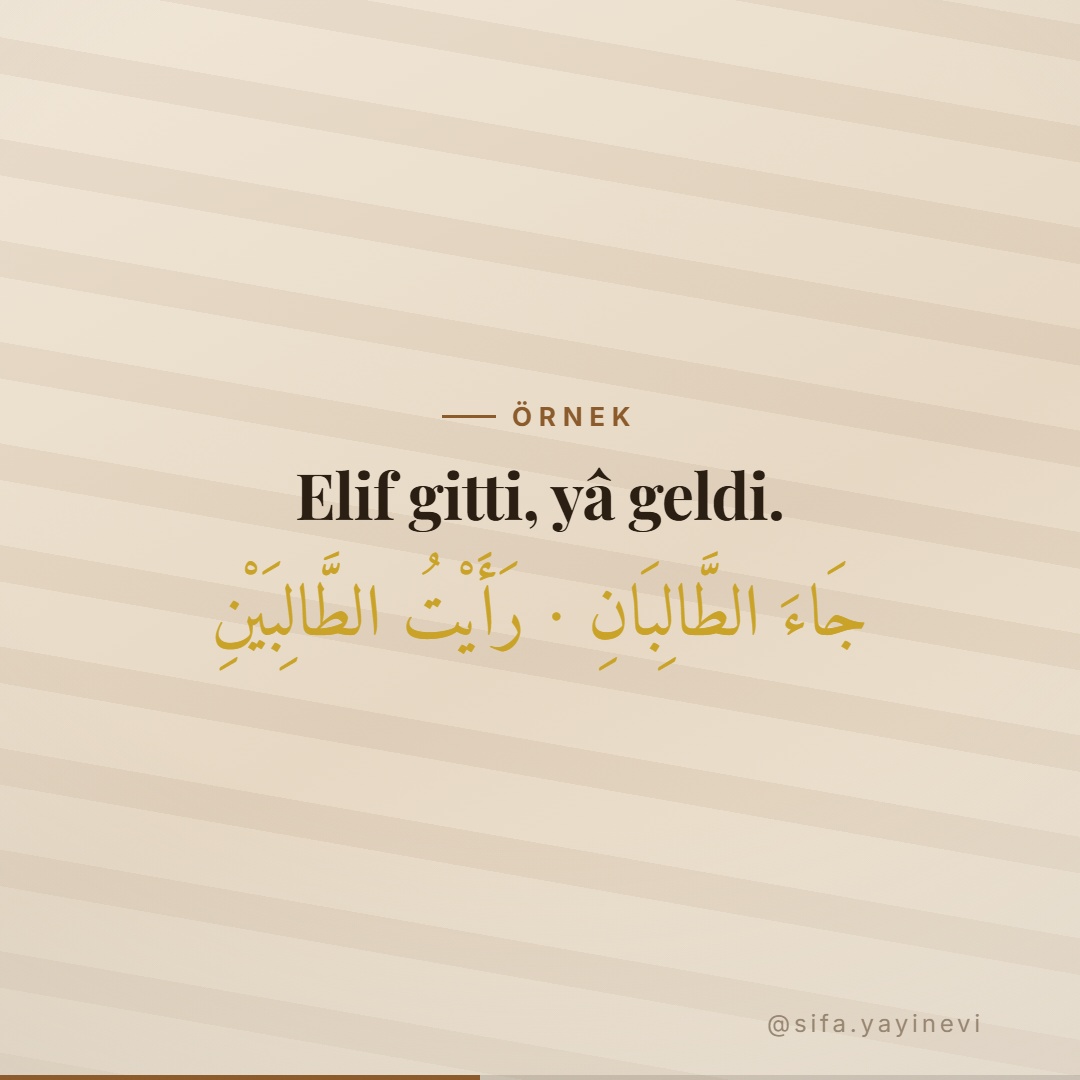 ÖRNEK
Elif gitti, yâ geldi.
جَاءَ الطَّالِبَانِ · رَأَيْتُ الطَّالِبَيْنِ
@sifa.yayinevi